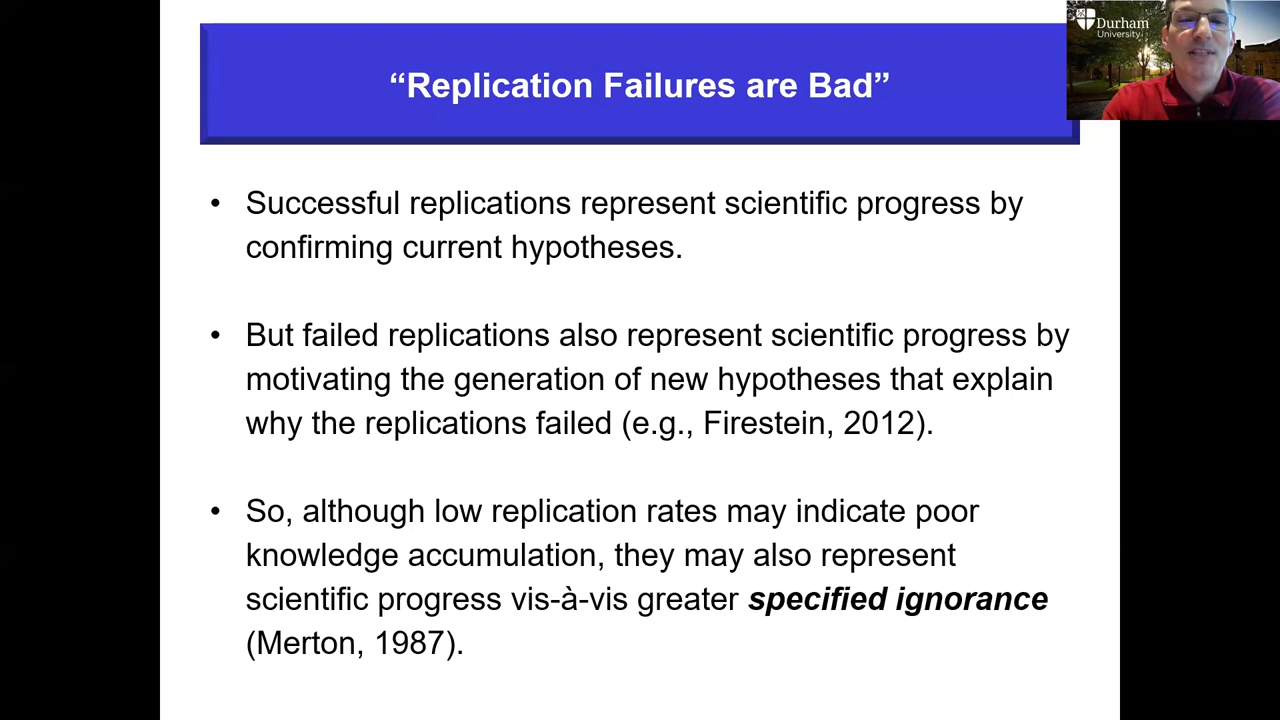 “Replication Failures are Bad”
Durham
University
• Successful replications represent scientific progress by
confirming current hypotheses.
• But failed replications also represent scientific progress by
motivating the generation of new hypotheses that explain
why the replications failed (e.g., Firestein, 2012).
• So, although low replication rates may indicate poor
knowledge accumulation, they may also represent
scientific progress vis-à-vis greater specified ignorance
(Merton, 1987).